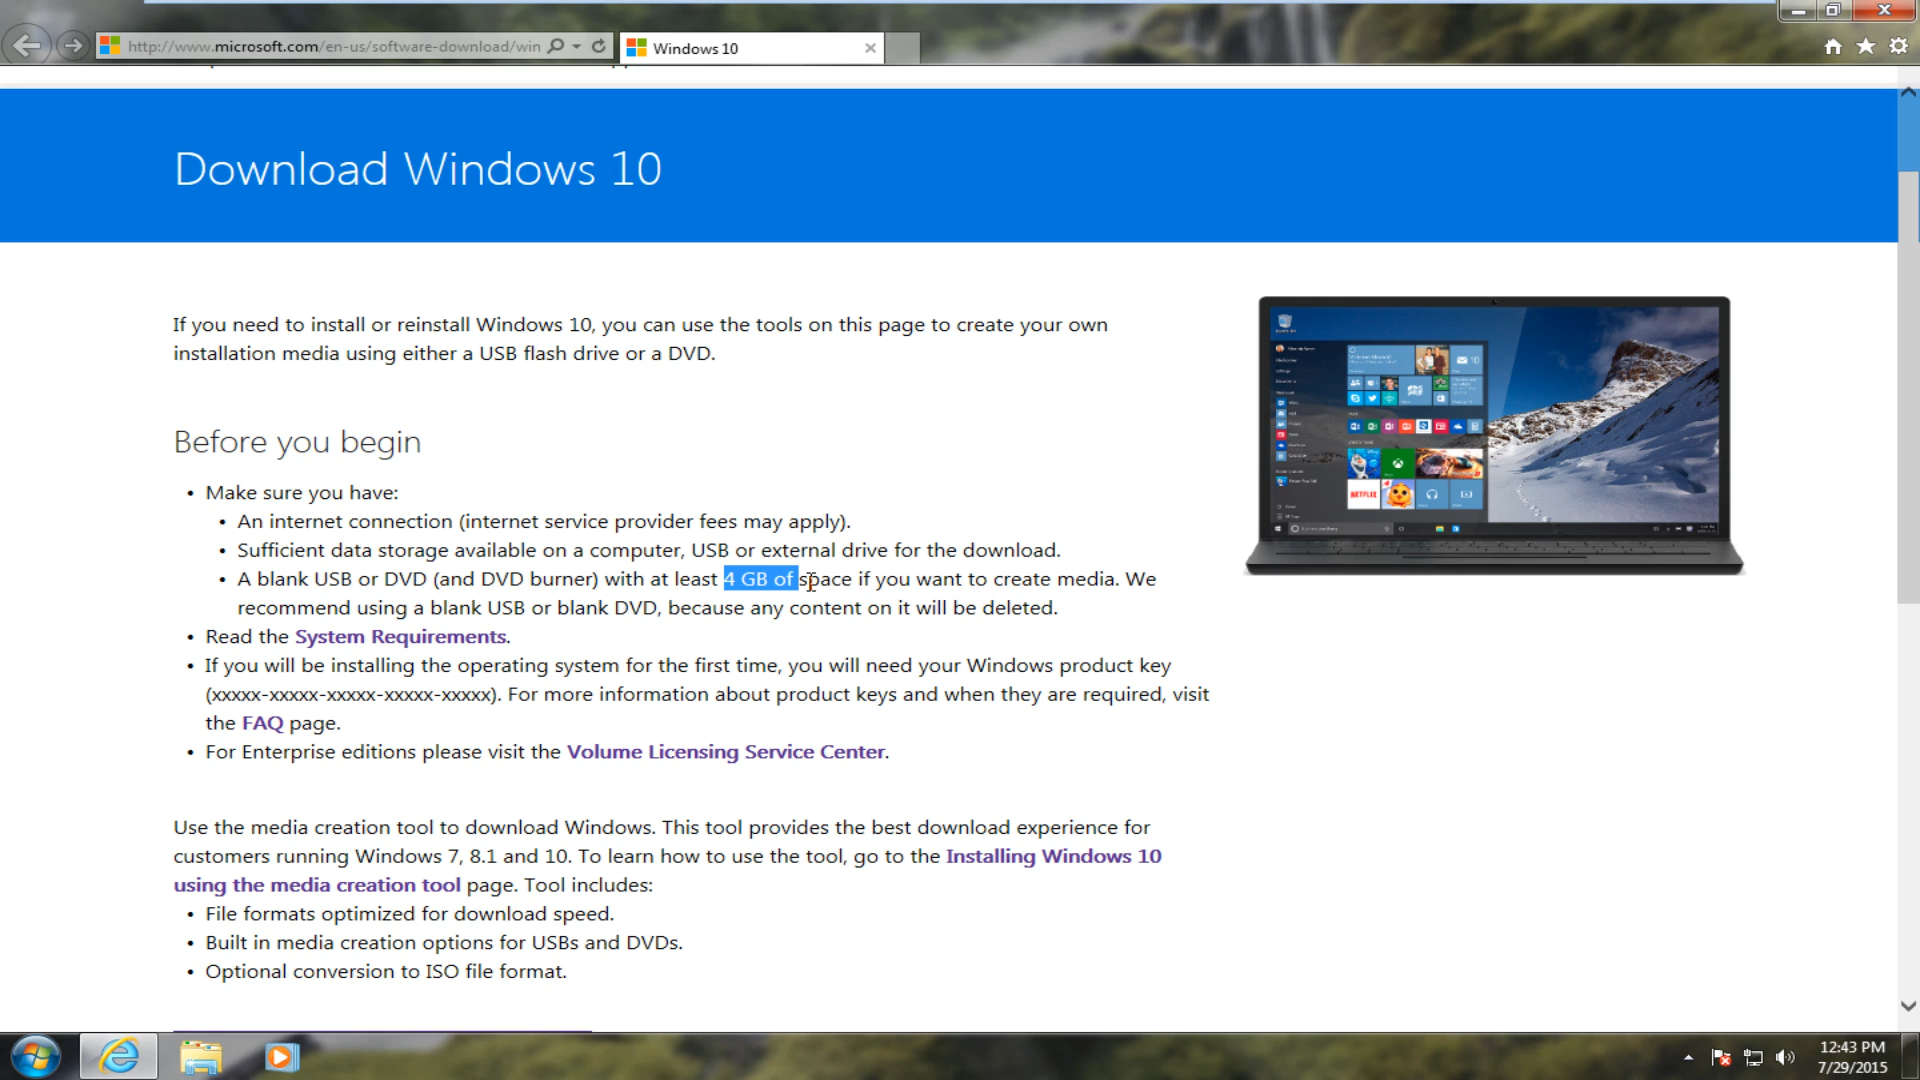 http://www.microsoft.com/en-us/software-download/win
Windows 10
Download Windows 10
If you need to install or reinstall Windows 10, you can use the tools on this page to create your own
installation media using either a USB flash drive or a DVD.
Before you begin
• Make sure you have:
• An internet connection (internet service provider fees may apply).
• Sufficient data storage available on a computer, USB or external drive for the download.
• A blank USB or DVD (and DVD burner) with at least 4 GB of space if you want to create media. We
recommend using a blank USB or blank DVD, because any content on it will be deleted.
• Read the System Requirements.
• If you will be installing the operating system for the first time, you will need your Windows product key
(xxxxx-xxxxx-xxxxx-xxxxx-xxxxx). For more information about product keys and when they are required, visit
the FAQ page.
• For Enterprise editions please visit the Volume Licensing Service Center.
Use the media creation tool to download Windows. This tool provides the best download experience for
customers running Windows 7, 8.1 and 10. To learn how to use the tool, go to the Installing Windows 10
using the media creation tool page. Tool includes:
• File formats optimized for download speed.
• Built in media creation options for USBs and DVDs.
• Optional conversion to ISO file format.
NETFLIX
12:43 PM
7/29/2015